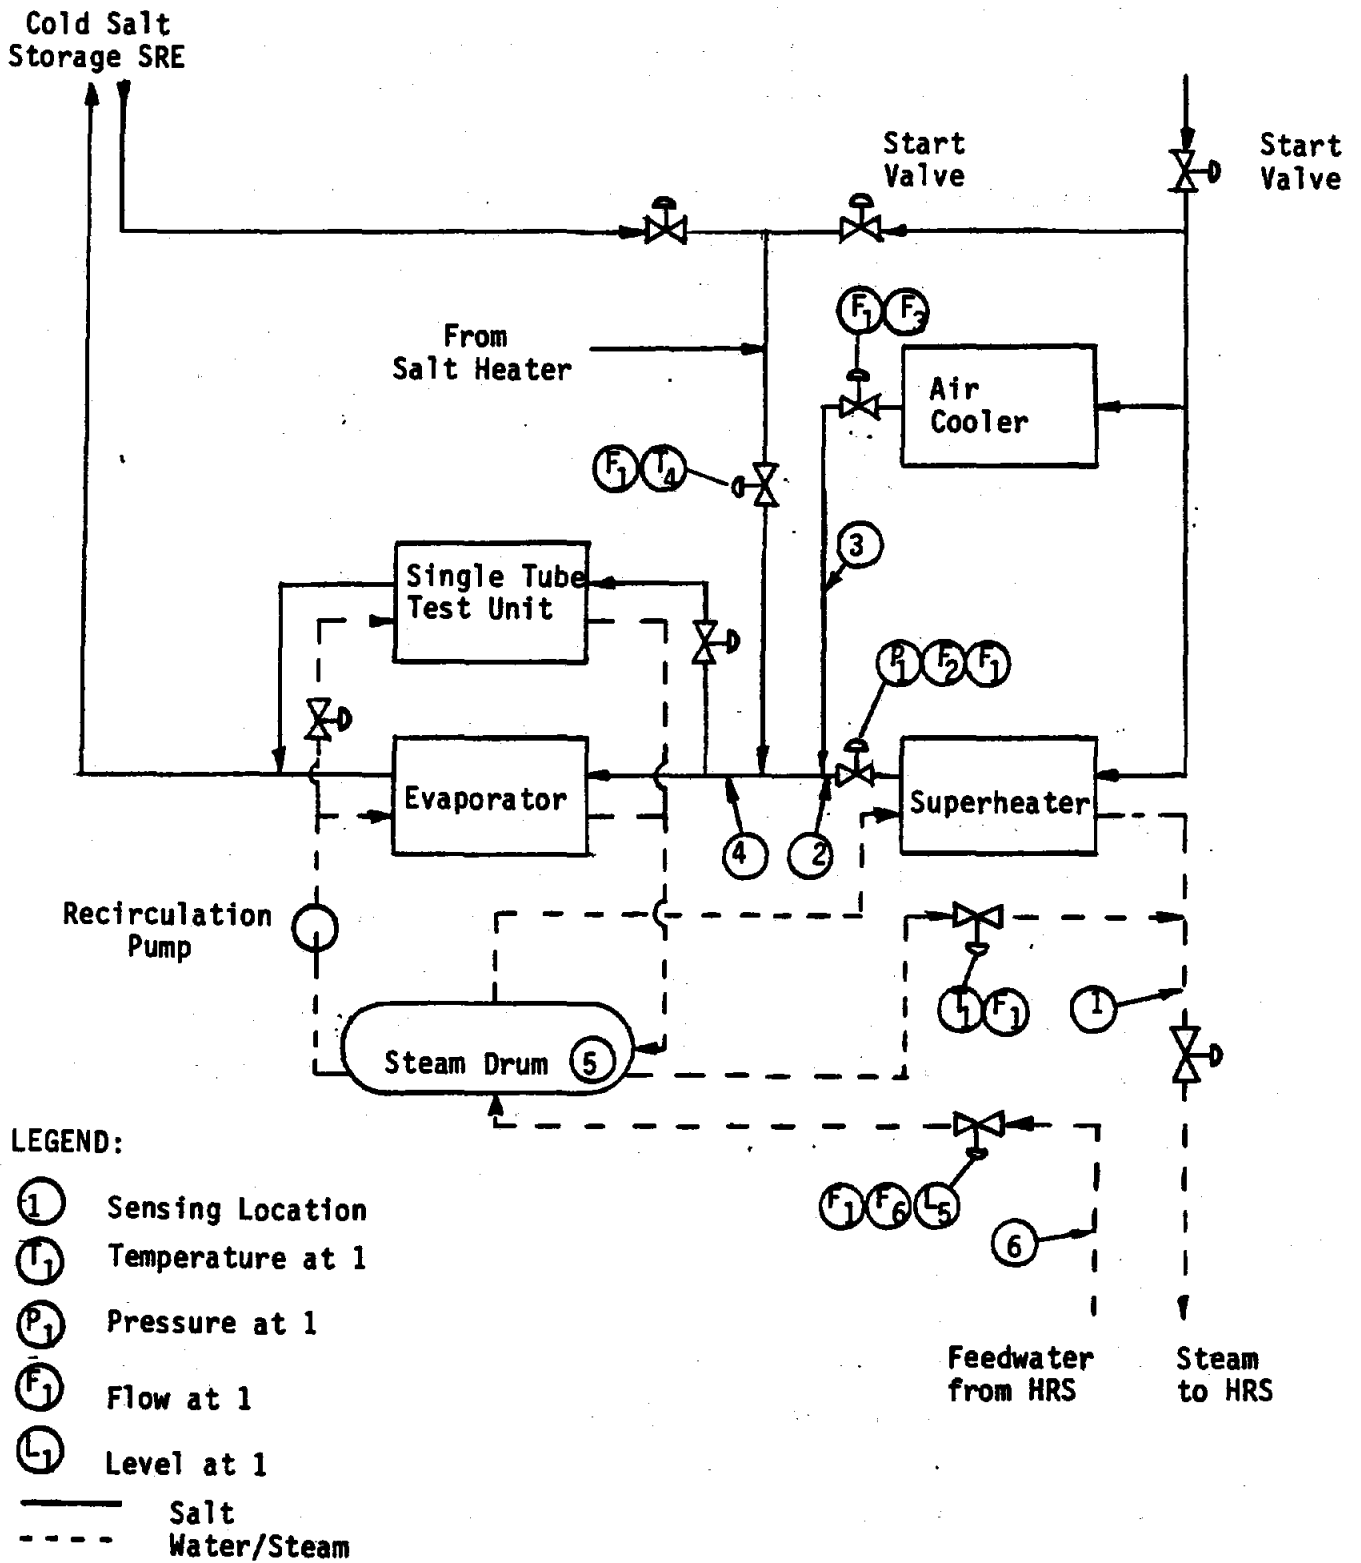 Cold Salt
Storage SRE
Start
Valve
Start
Valve
F1 F3
From
Salt Heater
Air
Cooler
F1 T4
3
Single Tube
Test Unit
P1 F2 F1
Evaporator
Superheater
4
2
Recirculation
Pump
T1 F1
1
Steam Drum
5
LEGEND:
F1 F6 L5
6
1 Sensing Location
T1 Temperature at 1
P1 Pressure at 1
F1 Flow at 1
L1 Level at 1
Salt
Water/Steam
Feedwater
from HRS
Steam
to HRS